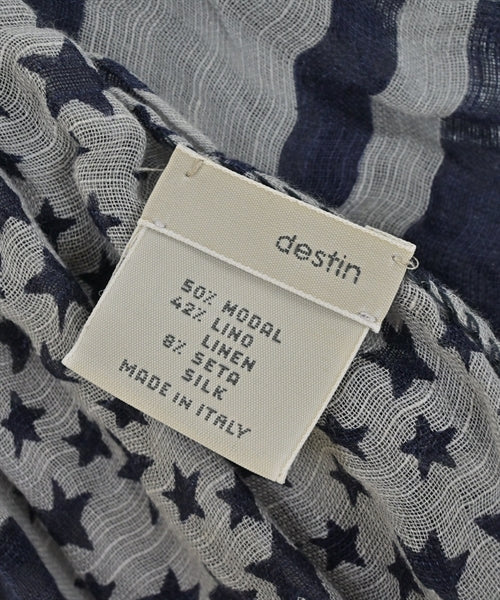 destin
50% MODAL
42% LINO
LINEN
8% SETA
SILK
MADE IN ITALY